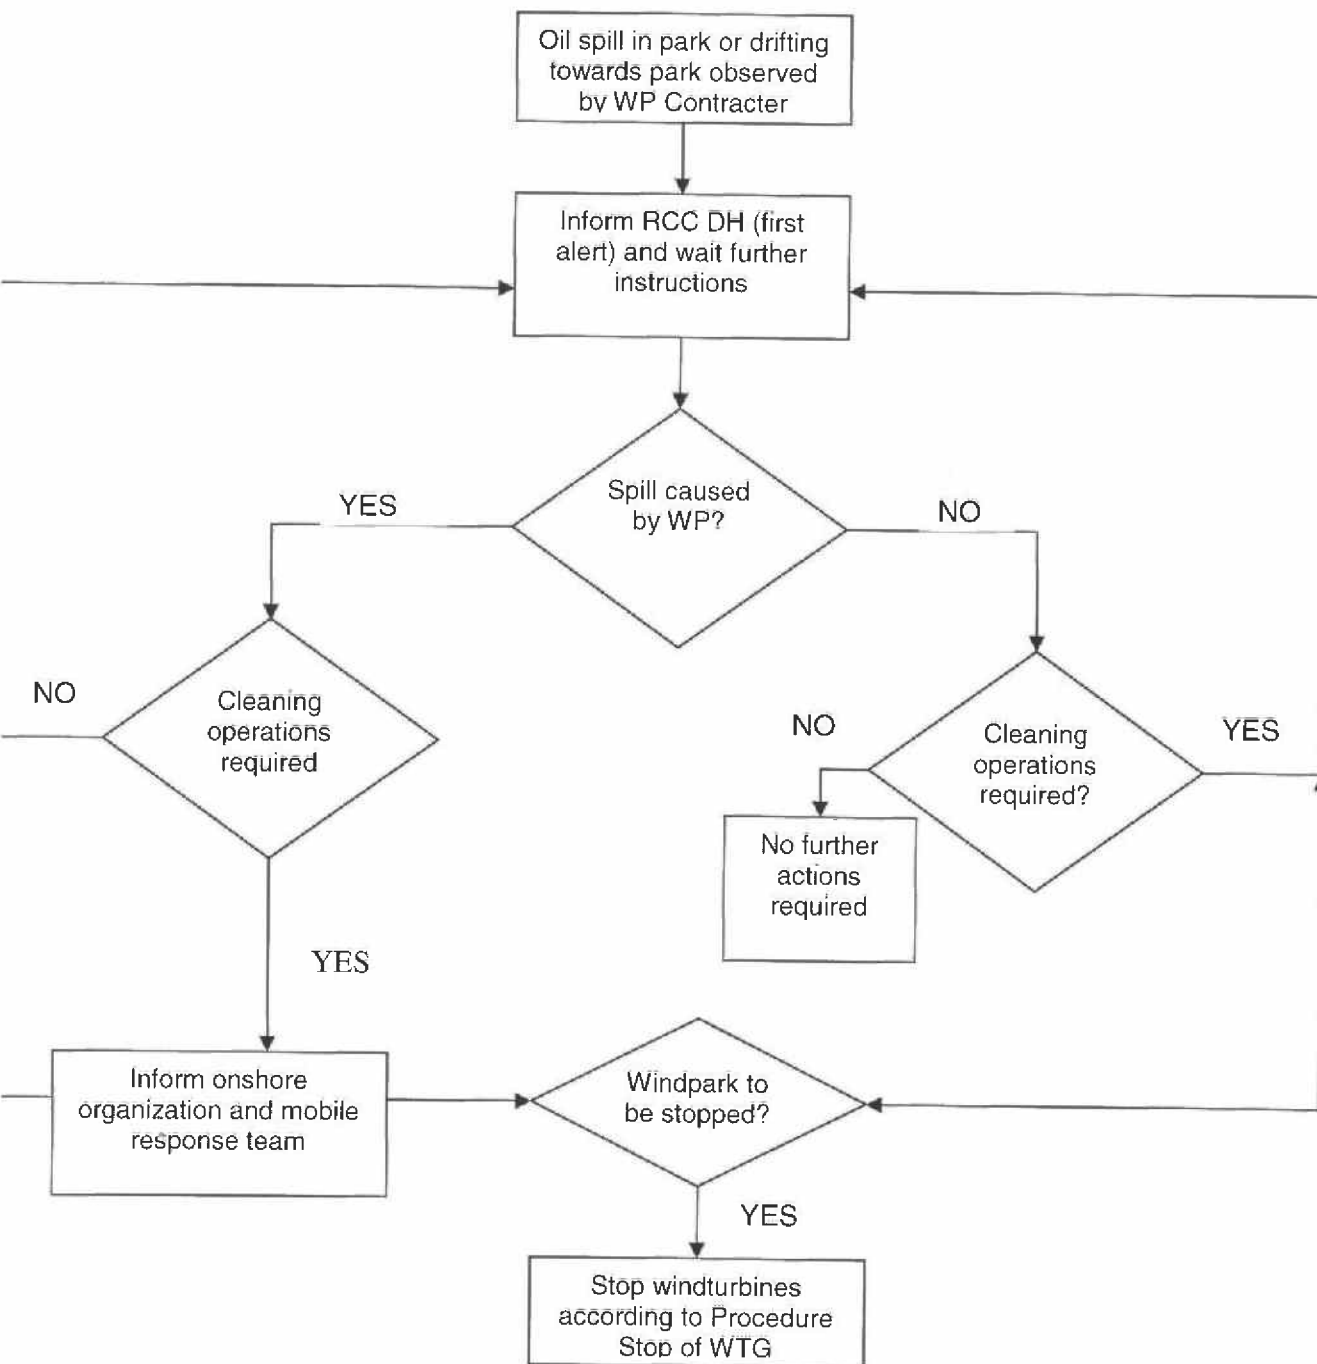 Oil spill in park or drifting
towards park observed
by WP Contracter
Inform RCC DH (first
alert) and wait further
instructions
Spill caused
by WP?
YES
NO
Cleaning
operations
required
NO
YES
Cleaning
operations
required?
NO
YES
No further
actions
required
Inform onshore
organization and mobile
response team
Windpark to
be stopped?
YES
Stop windturbines
according to Procedure
Stop of WTG